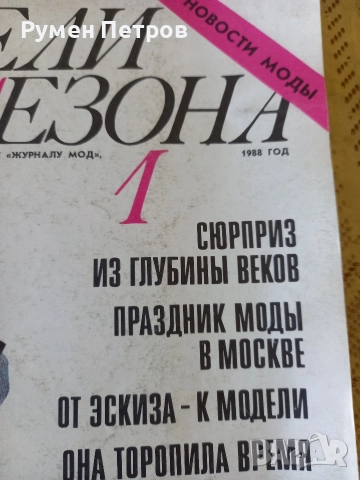 Румен Петров
НОВОСТИ МОДЫ
ЕЛИ
ЕЗОНА
«ЖУРНАЛУ МОД»,
1988 ГОД
1
СЮРПРИЗ
ИЗ ГЛУБИНЫ ВЕКОВ
ПРАЗДНИК МОДЫ
В МОСКВЕ
ОТ ЭСКИЗА - К МОДЕЛИ
ОНА ТОРОПИЛА ВРЕМЯ